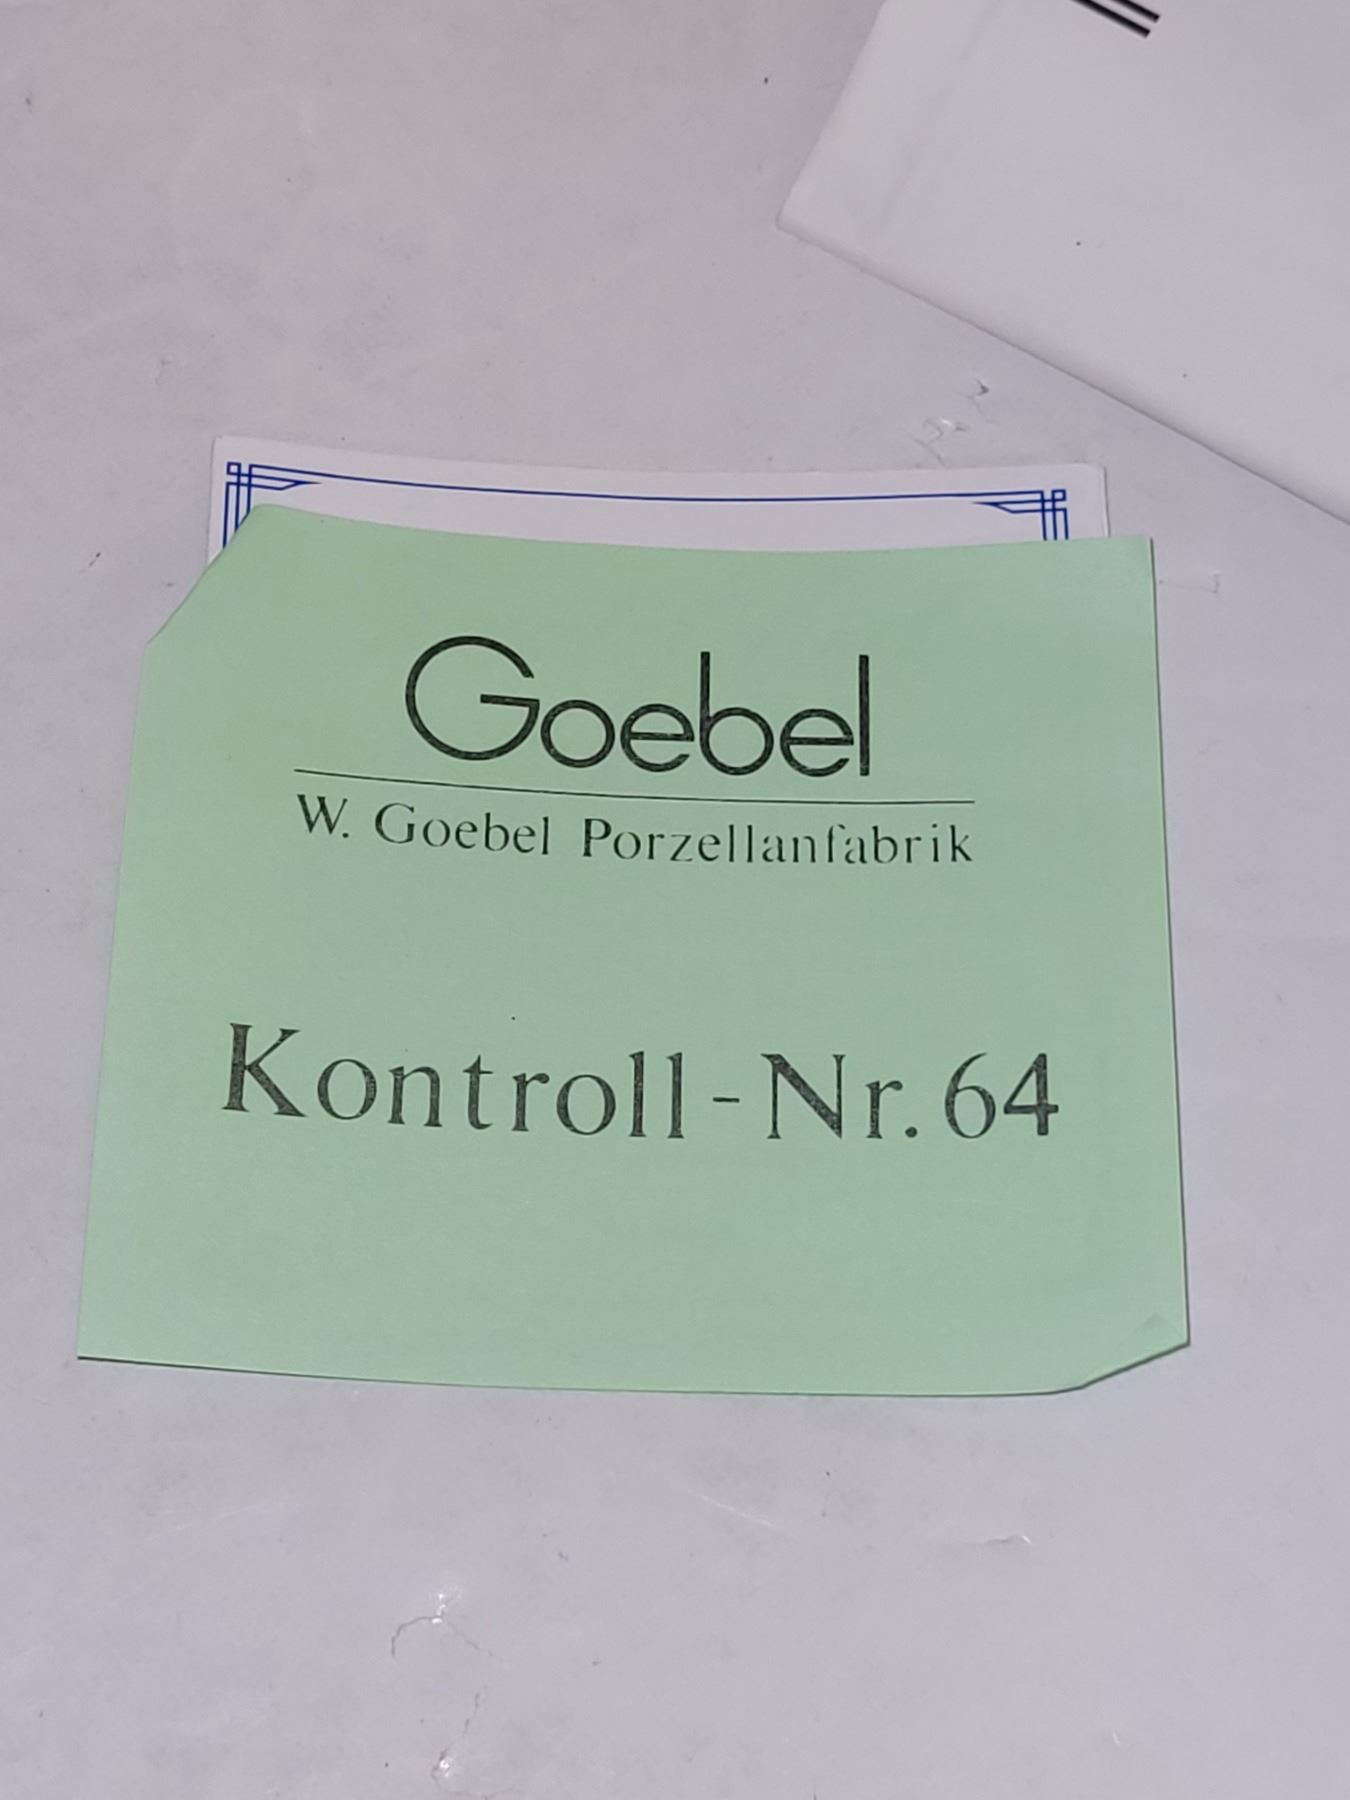 Goebel
W. Goebel Porzellanfabrik
Kontroll-Nr. 64